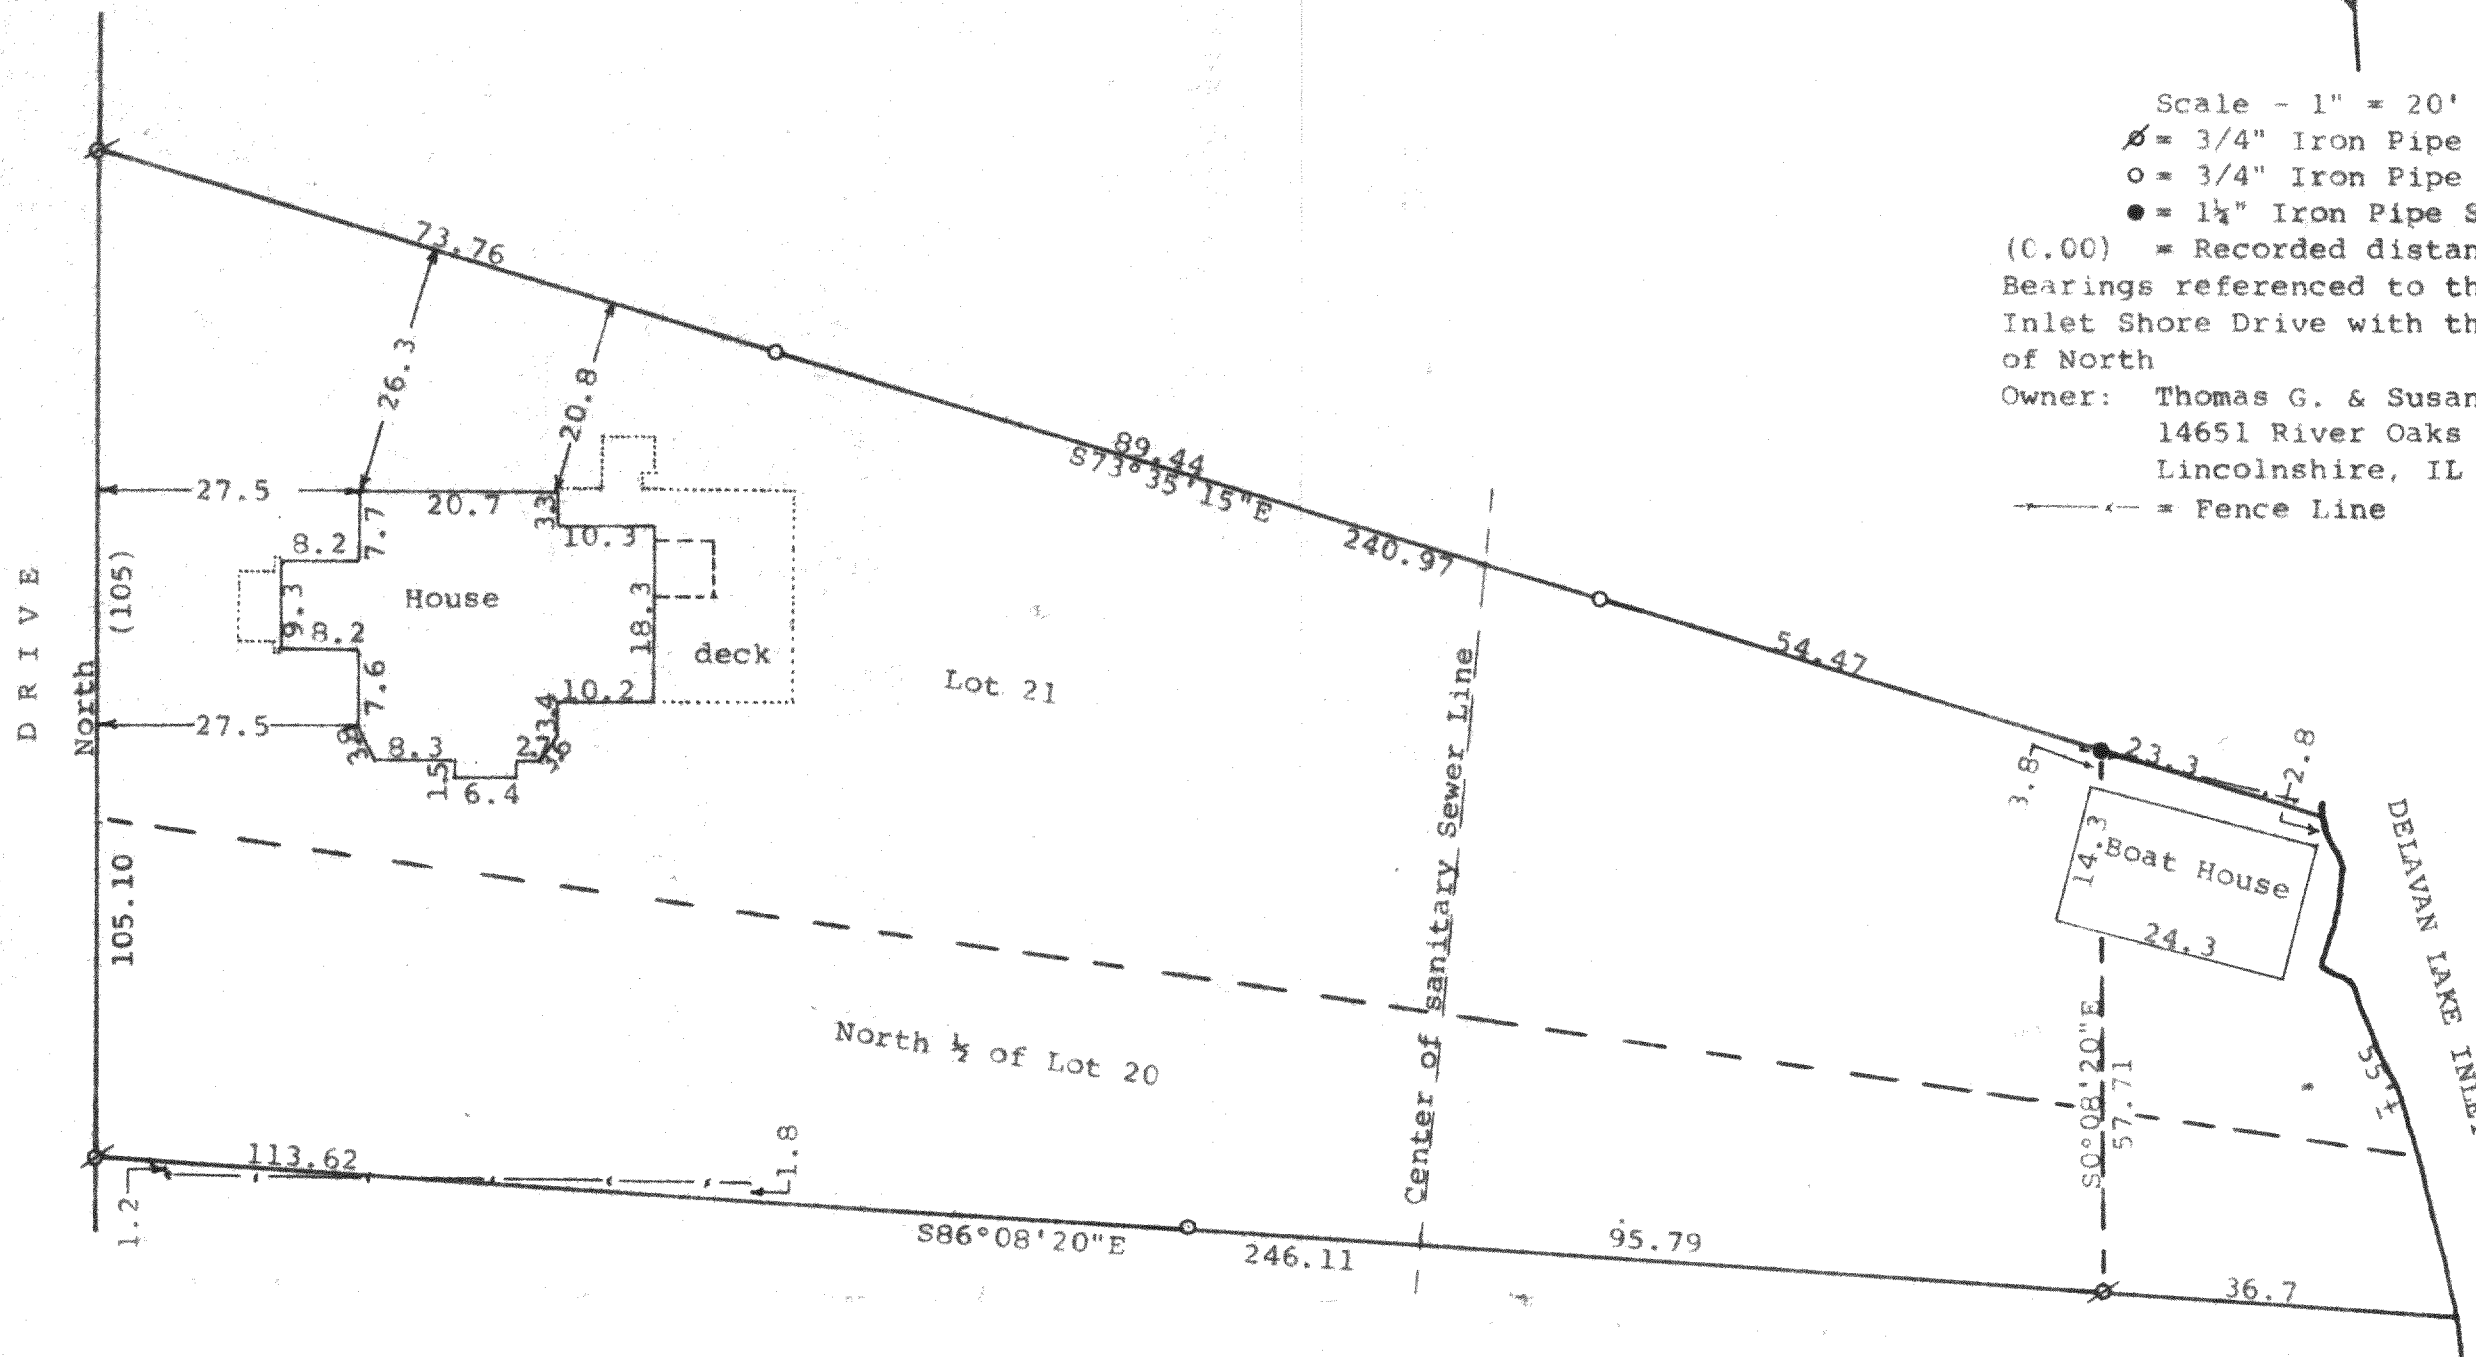 Scale - 1" = 20'
= 3/4" Iron Pipe
= 3/4" Iron Pipe
= 1¼" Iron Pipe S
(0.00) = Recorded distan
Bearings referenced to th
Inlet Shore Drive with th
of North
Owner: Thomas G. & Susan
14651 River Oaks
Lincolnshire, IL
= Fence Line
73.76
26.3
20.8
89.44
S73°35'15"E
240.97
54.47
23.3
2.8
3.8
27.5
20.7
3.3
10.3
7.7
8.2
9.3
8.2
House
18.3
deck
7.6
10.2
3.4
27.5
8.3
1.5
6.4
DRIVE
North
(105)
105.10
Lot 21
Center of sanitary Sewer Line
14.3
Boat House
24.3
DELAVAN LAKE
North ½ of Lot 20
S0°08'20"E
57.71
55±
113.62
1.2
1.8
S86°08'20"E
246.11
95.79
36.7